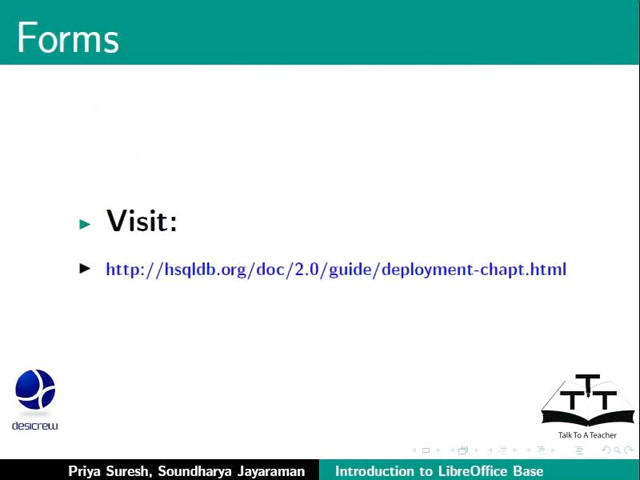 Forms
Visit:
http://hsqldb.org/doc/2.0/guide/deployment-chapt.html
desicrew
T T T
Talk To A Teacher
Priya Suresh, Soundharya Jayaraman
Introduction to LibreOffice Base